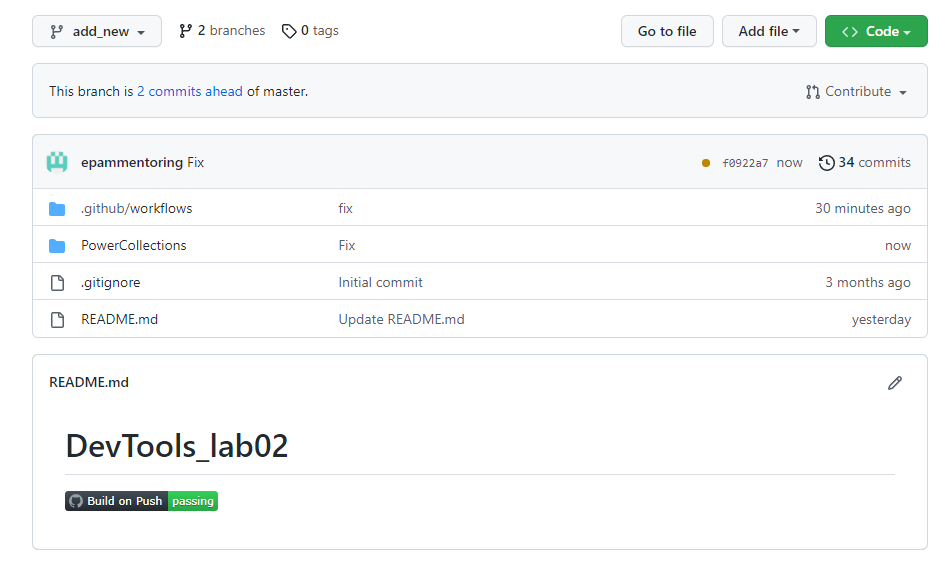 add_new 2 branches 0 tags Go to file Add file Code
This branch is 2 commits ahead of master. Contribute
epammentoring Fix f0922a7 now 34 commits
.github/workflows fix 30 minutes ago
PowerCollections Fix now
.gitignore Initial commit 3 months ago
README.md Update README.md yesterday
README.md
DevTools_lab02
Build on Push passing